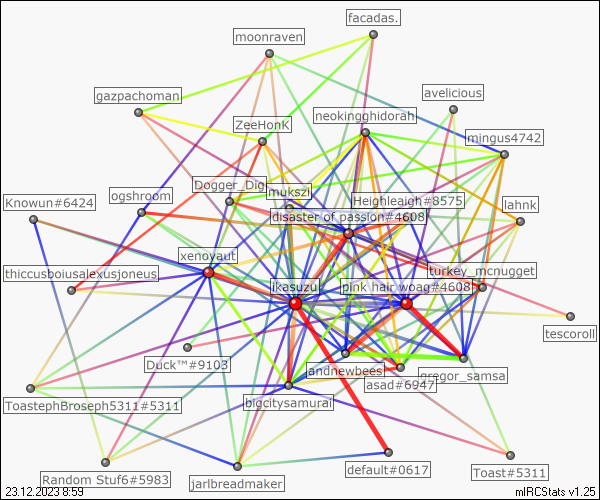 facadas.
moonraven
gazpachoman
avelicious
neokingghidorah
ZeeHonK
mingus4742
Dogger_Dig
mukszi
Heighleaigh#8575
Knowun#6424
ogshroom
lahnk
disaster of passion#4608
xenoyaut
thiccusboiusalexusjoneus
turkey_mcnugget
ikasuzu
pink hair woag#4608
tescoroll
Duck™#9103
landnewbees
gregor_samsa
asad#6947
ToastephBroseph5311#5311
bigcitysamurai
Random Stuf6#5983
jarlbreadmaker
default#0617
Toast#5311
23.12.2023 8:59
mIRCStats v1.25